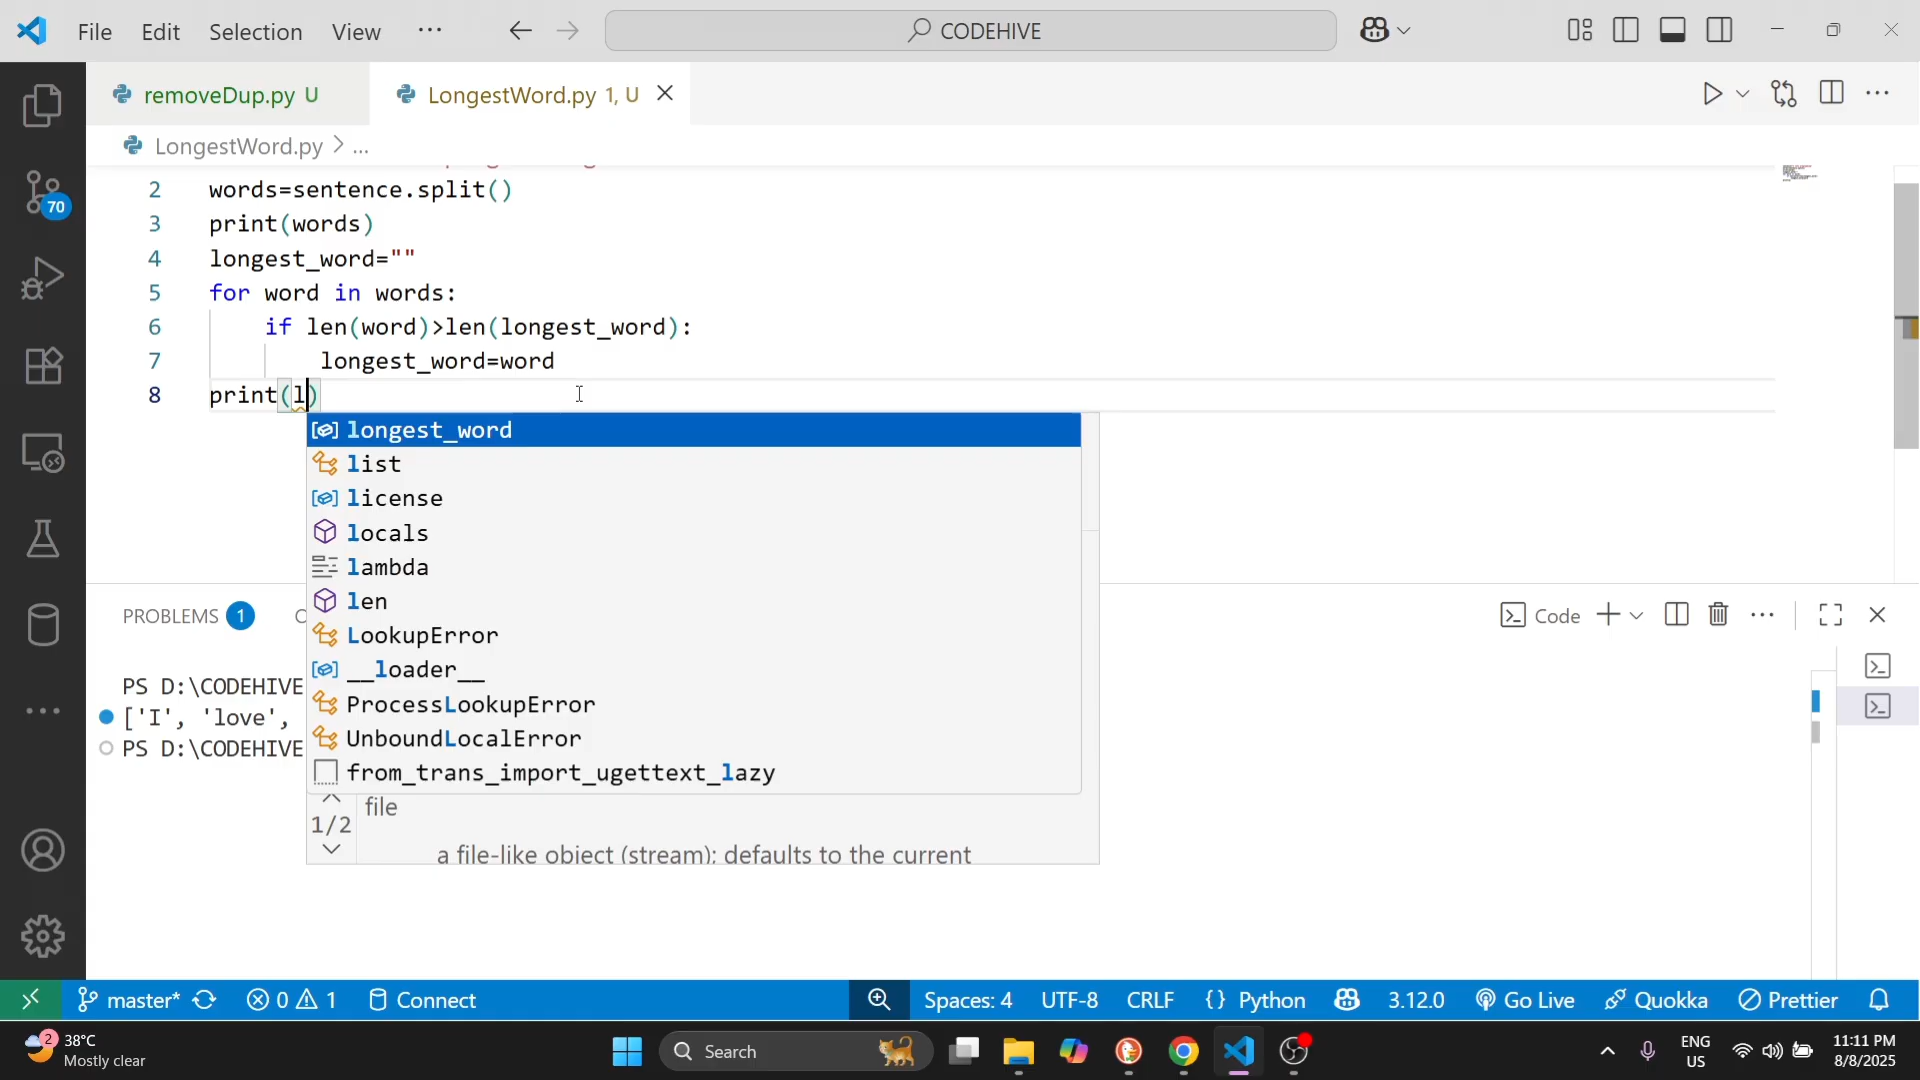 File Edit Selection View ··· CODEHIVE
removeDup.py U LongestWord.py 1, U
LongestWord.py > ...
2 words=sentence.split()
3 print(words)
4 longest_word=""
5 for word in words:
6 if len(word)>len(longest_word):
7 longest_word=word
8 print(l)
longest_word
list
license
locals
lambda
len
LookupError
__loader__
ProcessLookupError
UnboundLocalError
from_trans_import_ugettext_lazy
1/2
file
a file-like object (stream); defaults to the current
70
PROBLEMS 1
Code
PS D:\CODEHIVE
['I', 'love',
PS D:\CODEHIVE
master* 0 1 Connect Spaces: 4 UTF-8 CRLF {} Python 3.12.0 Go Live Quokka Prettier
2 38°C
Mostly clear
Search
ENG
US
11:11 PM
8/8/2025